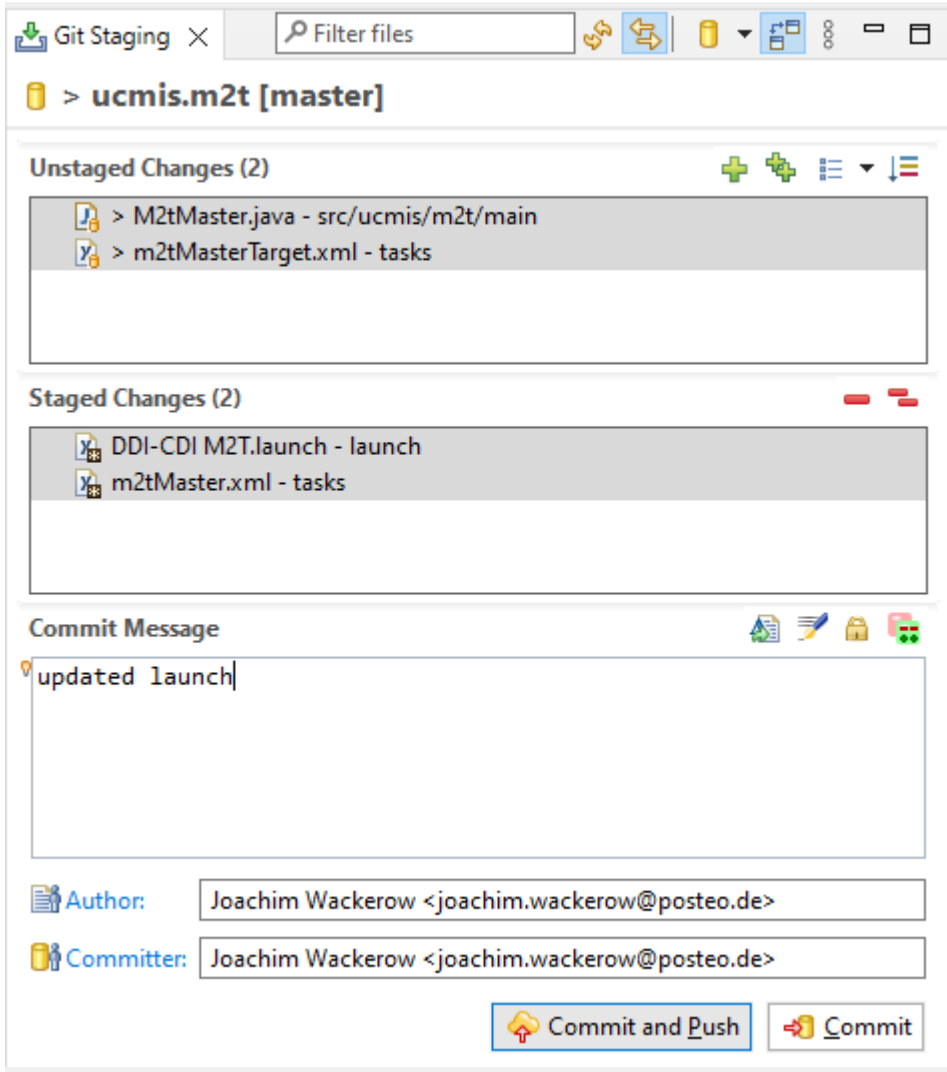 Git Staging
Filter files
> ucmis.m2t [master]
Unstaged Changes (2)
> M2tMaster.java - src/ucmis/m2t/main
> m2tMasterTarget.xml - tasks
Staged Changes (2)
DDI-CDI M2T.launch - launch
m2tMaster.xml - tasks
Commit Message
updated launch
Author: Joachim Wackerow <joachim.wackerow@posteo.de>
Committer: Joachim Wackerow <joachim.wackerow@posteo.de>
Commit and Push Commit